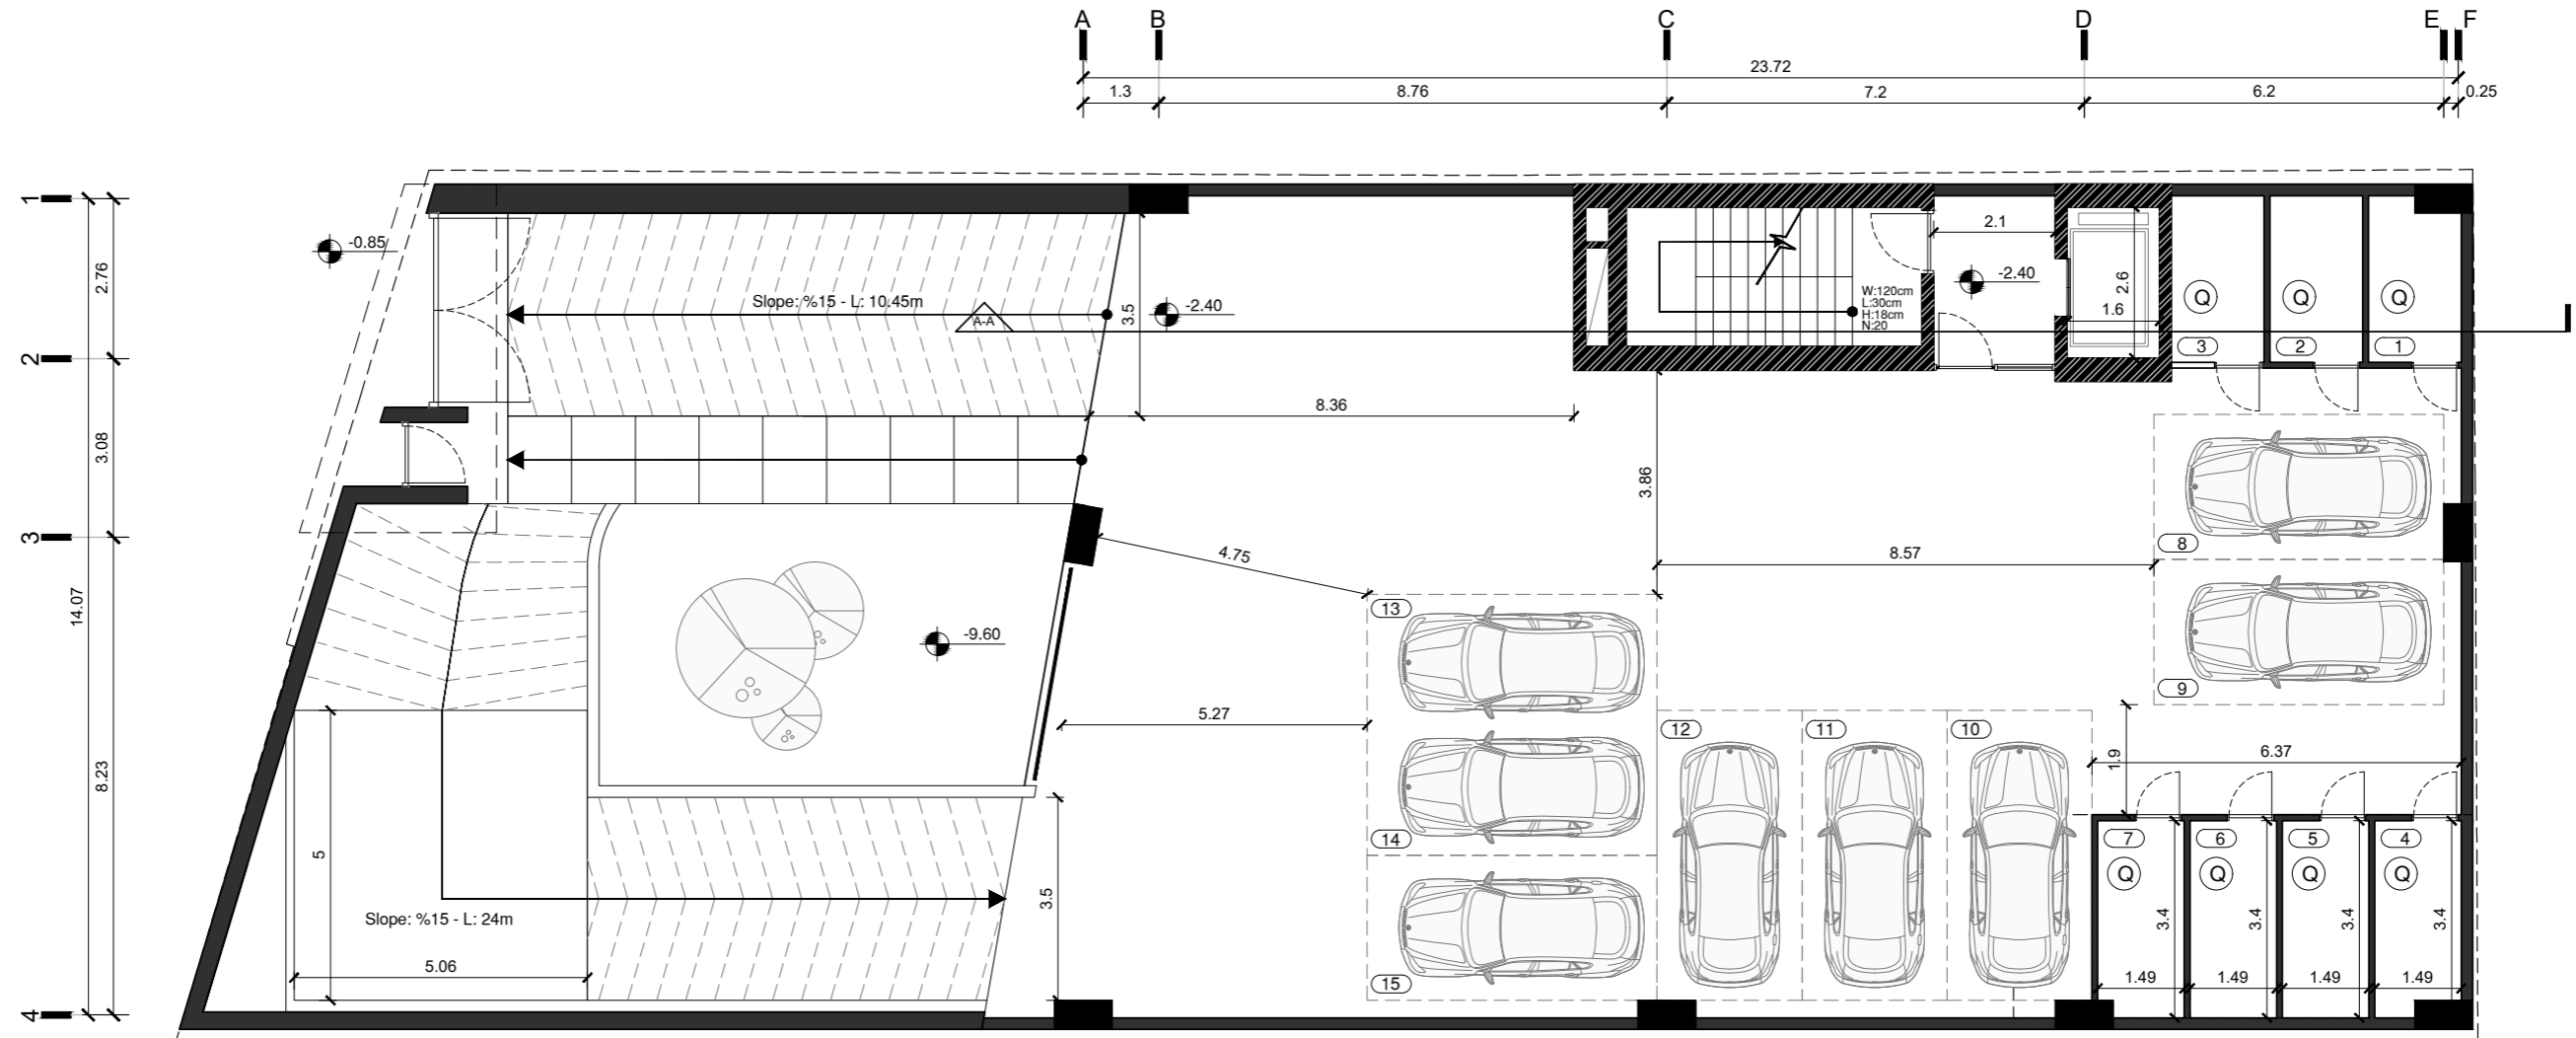 A B C D E F
23.72
1.3 8.76 7.2 6.2 0.25
1
2
3
4
2.76
3.08
14.07
8.23
-0.85
Slope: %15 - L: 10.45m
A-A
3.5
-2.40
W:120cm
L:30cm
H:18cm
N:20
2.1
-2.40
2.6
1.6
Q Q Q
3 2 1
8.36
3.86
8
4.75
8.57
-9.60
13
9
5.27
12 11 10
1.9
6.37
14
7 6 5 4
Q Q Q Q
5
Slope: %15 - L: 24m
3.5
3.4 3.4 3.4 3.4
5.06
15
1.49 1.49 1.49 1.49